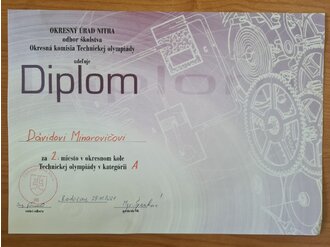 OKRESNÝ ÚRAD NITRA
odbor školstva
Okresná komisia Technickej olympiády
udeľuje
Diplom
Dávidovi Minarovičovi
za 2. miesto v okresnom kole
Technickej olympiády v kategórii A